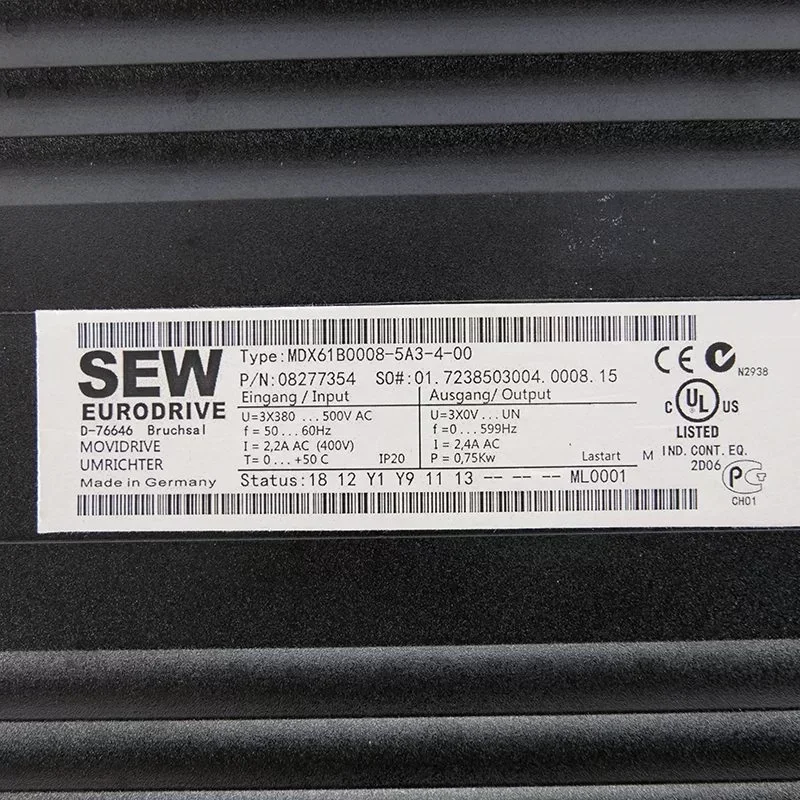 SEW
EURODRIVE
D-76646 Bruchsal
MOVIDRIVE
UMRICHTER
Made in Germany
Type:MDX61B0008-5A3-4-00
P/N:08277354 SO#:01.7238503004.0008.15
Eingang / Input
U=3X380 ...500V AC
f = 50 ...60Hz
I = 2,2A AC (400V)
T= 0...+50 C IP20
Ausgang/ Output
U=3X0V ...UN
f =0 ...599Hz
I = 2,4A AC
P = 0,75Kw Lastart M
Status:18 12 Y1 Y9 11 13 -- --- -- --- ML0001
CE
N2938
C UL US
LISTED
IND. CONT. EQ.
2D06
PC
CH01